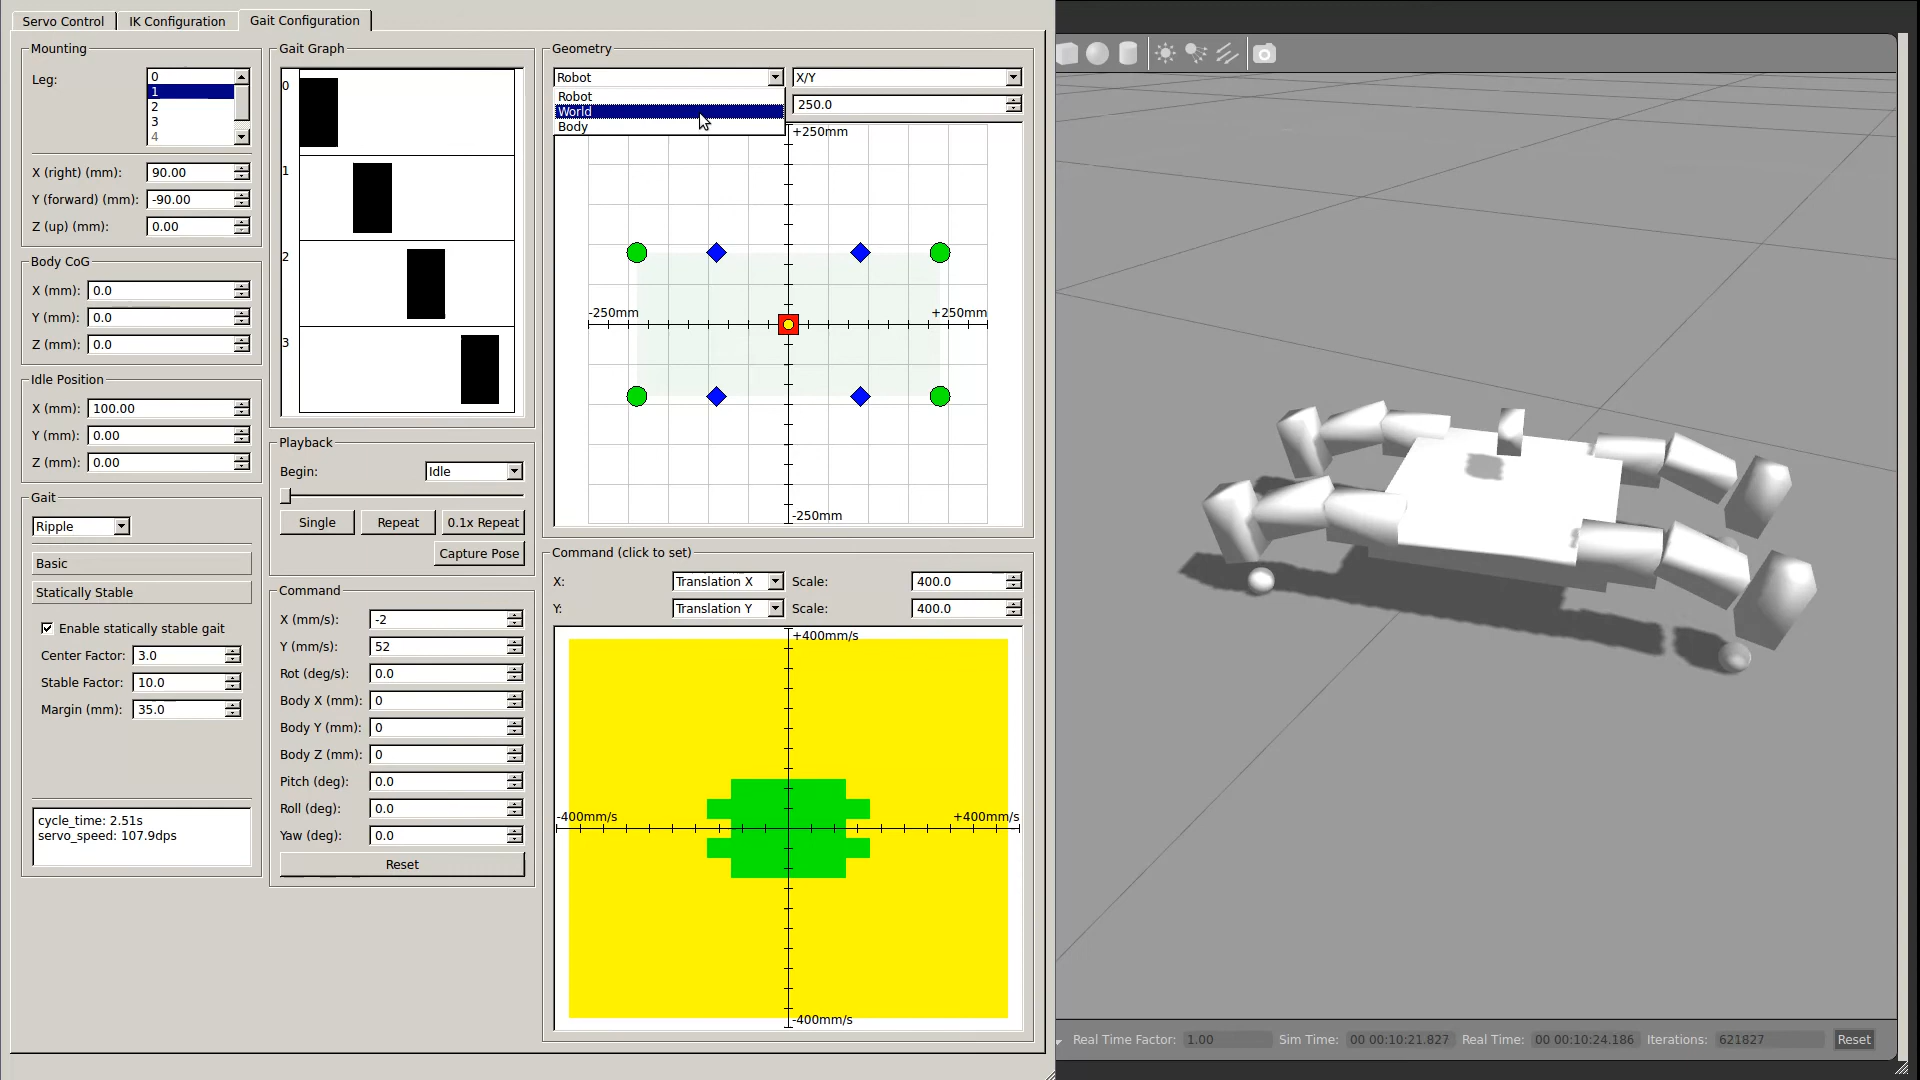 Servo Control
IK Configuration
Gait Configuration
Mounting
Leg:
0
1
2
3
4
X (right) (mm): 90.00
Y (forward) (mm): -90.00
Z (up) (mm): 0.00
Body CoG
X (mm): 0.0
Y (mm): 0.0
Z (mm): 0.0
Idle Position
X (mm): 100.00
Y (mm): 0.00
Z (mm): 0.00
Gait
Ripple
Basic
Statically Stable
Enable statically stable gait
Center Factor: 3.0
Stable Factor: 10.0
Margin (mm): 35.0
cycle_time: 2.51s
servo_speed: 107.9dps
Gait Graph
0
1
2
3
Playback
Begin: Idle
Single Repeat 0.1x Repeat
Capture Pose
Command
X (mm/s): -2
Y (mm/s): 52
Rot (deg/s): 0.0
Body X (mm): 0
Body Y (mm): 0
Body Z (mm): 0
Pitch (deg): 0.0
Roll (deg): 0.0
Yaw (deg): 0.0
Reset
Geometry
Robot X/Y
Robot
World
Body
250.0
+250mm
-250mm +250mm
-250mm
Command (click to set)
X: Translation X Scale: 400.0
Y: Translation Y Scale: 400.0
+400mm/s
-400mm/s +400mm/s
-400mm/s
Real Time Factor: 1.00 Sim Time: 00 00:10:21.827 Real Time: 00 00:10:24.186 Iterations: 621827 Reset